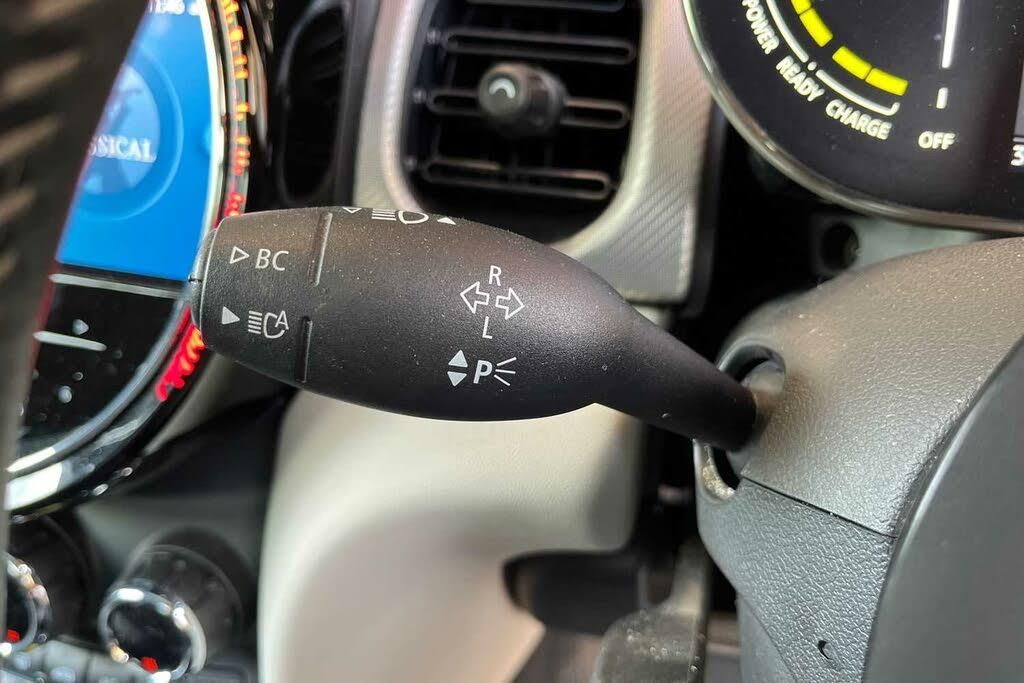 SSICAL
POWER
READY
CHARGE
OFF
BC
A
R
L
P